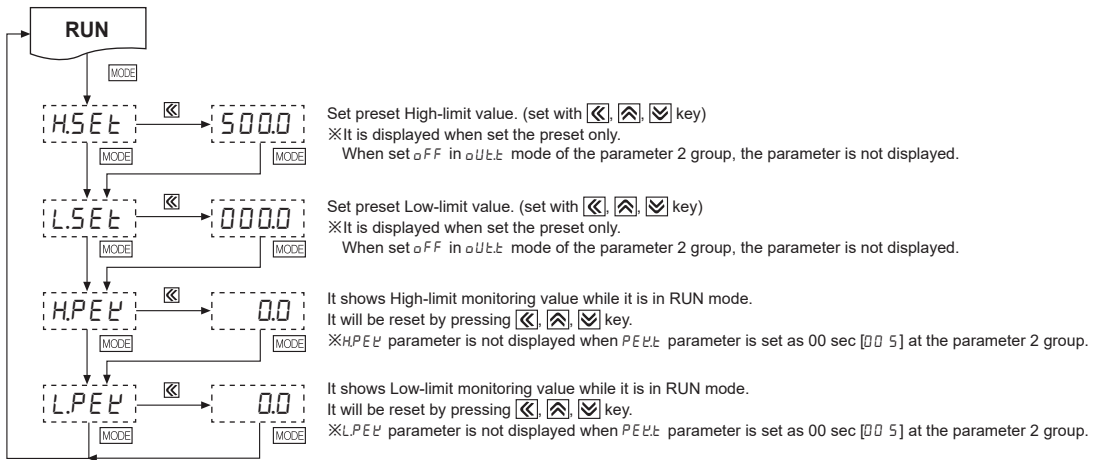 RUN
MODE
H.SEt « 500.0
MODE MODE
Set preset High-limit value. (set with «, ︽, ︾ key)
※It is displayed when set the preset only.
When set oFF in oUt.t mode of the parameter 2 group, the parameter is not displayed.
L.SEt « 000.0
MODE MODE
Set preset Low-limit value. (set with «, ︽, ︾ key)
※It is displayed when set the preset only.
When set oFF in oUt.t mode of the parameter 2 group, the parameter is not displayed.
H.PEK « 0.0
MODE MODE
It shows High-limit monitoring value while it is in RUN mode.
It will be reset by pressing «, ︽, ︾ key.
※H.PEK parameter is not displayed when PEK.t parameter is set as 00 sec [00 S] at the parameter 2 group.
L.PEK « 0.0
MODE MODE
It shows Low-limit monitoring value while it is in RUN mode.
It will be reset by pressing «, ︽, ︾ key.
※L.PEK parameter is not displayed when PEK.t parameter is set as 00 sec [00 S] at the parameter 2 group.